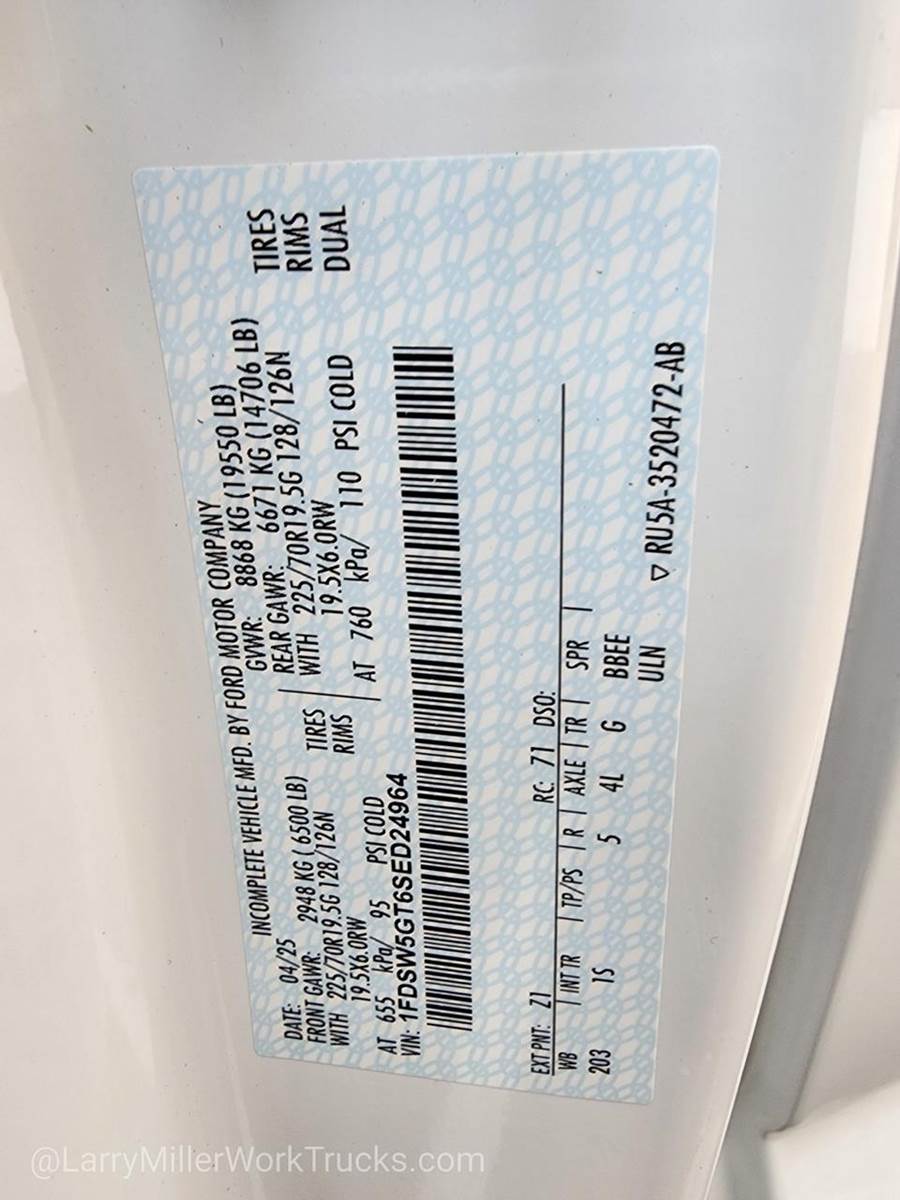 INCOMPLETE VEHICLE MFD. BY FORD MOTOR COMPANY
DATE: 04/25 GVWR: 8868 KG (19550 LB)
FRONT GAWR: 2948 KG ( 6500 LB) REAR GAWR: 6671 KG (14706 LB)
WITH 225/70R19.5G 128/126N TIRES WITH 225/70R19.5G 128/126N TIRES
19.5X6.0RW RIMS 19.5X6.0RW RIMS
AT 655 kPa/ 95 PSI COLD AT 760 kPa/ 110 PSI COLD DUAL
VIN: 1FDSW5GT6SED24964
EXT PNT: Z1 RC: 71 DSO:
WB | INT TR | TP/PS | R | AXLE | TR | SPR |
203 1S 5 4L G BBEE
ULN
▽ RU5A-3520472-AB
@LarryMillerWorkTrucks.com